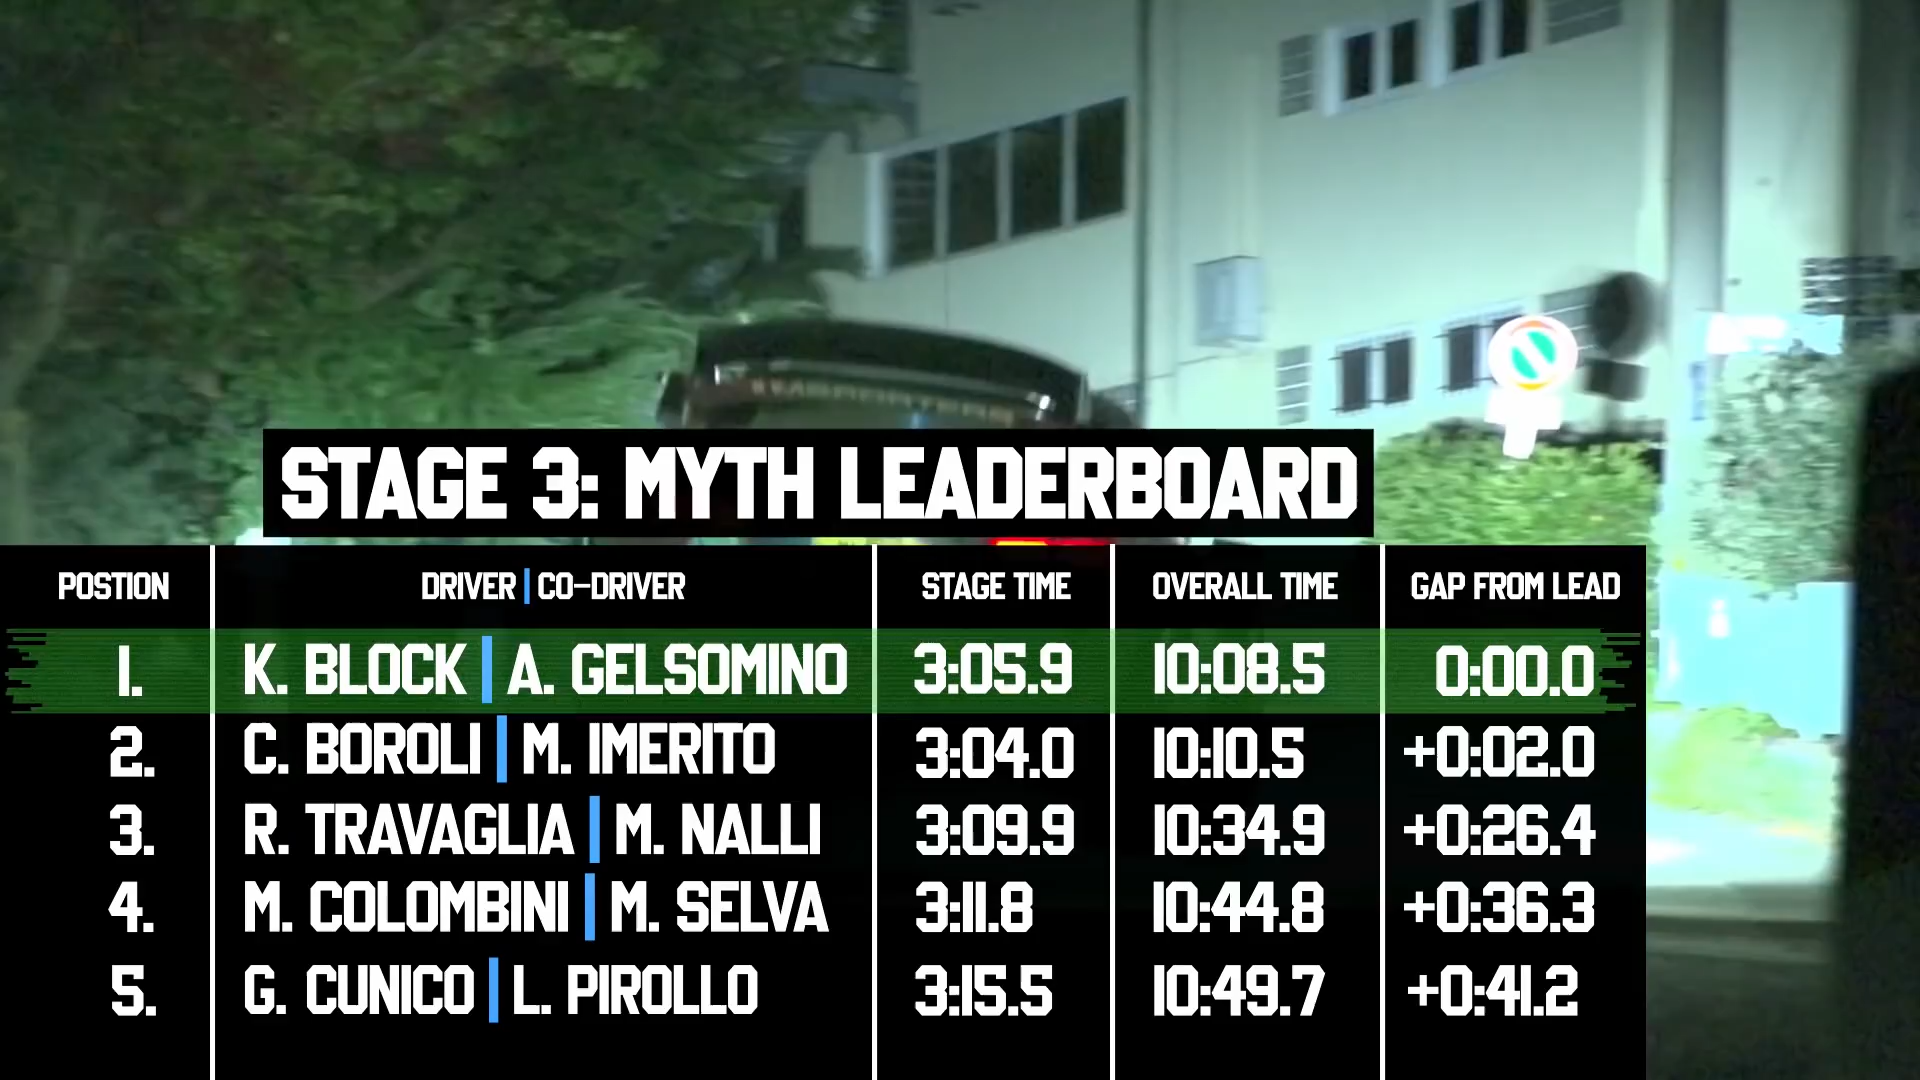 STAGE 3: MYTH LEADERBOARD
POSTION DRIVER | CO-DRIVER STAGE TIME OVERALL TIME GAP FROM LEAD
1. K. BLOCK | A. GELSOMINO 3:05.9 10:08.5 0:00.0
2. C. BOROLI | M. IMERITO 3:04.0 10:10.5 +0:02.0
3. R. TRAVAGLIA | M. NALLI 3:09.9 10:34.9 +0:26.4
4. M. COLOMBINI | M. SELVA 3:11.8 10:44.8 +0:36.3
5. G. CUNICO | L. PIROLLO 3:15.5 10:49.7 +0:41.2